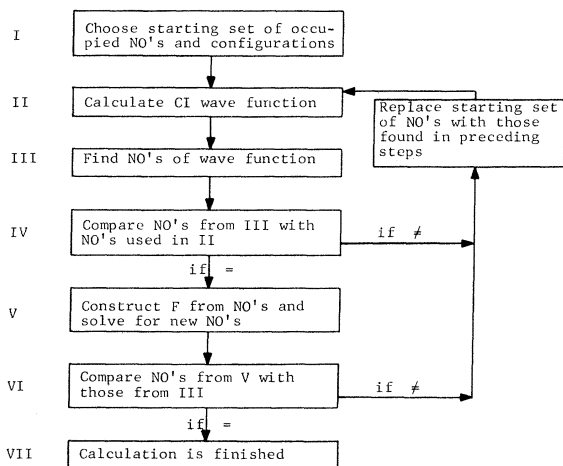 I
Choose starting set of occu-
pied NO's and configurations
II
Calculate CI wave function
Replace starting set
of NO's with those
found in preceding
steps
III
Find NO's of wave function
IV
Compare NO's from III with
NO's used in II
if ≠
if =
V
Construct F from NO's and
solve for new NO's
VI
Compare NO's from V with
those from III
if ≠
if =
VII
Calculation is finished